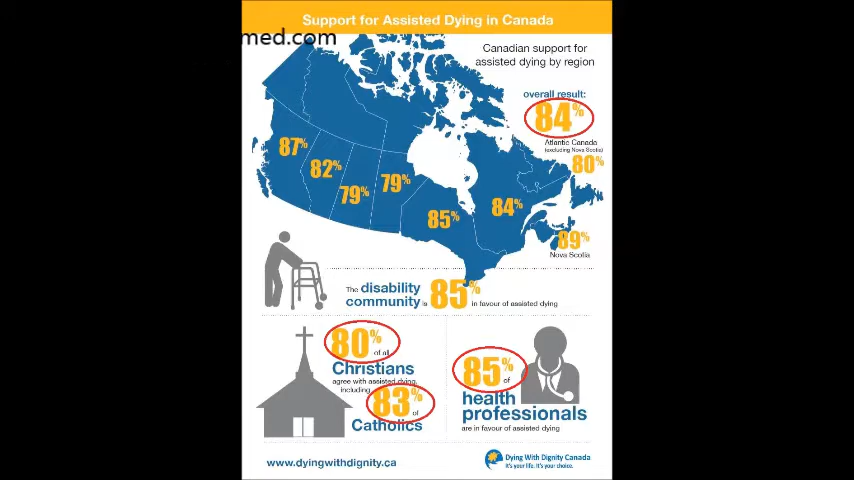 Support for Assisted Dying in Canada
med.com
Canadian support for
assisted dying by region
overall result:
84%
Atlantic Canada
(excluding Nova Scotia)
80%
87%
82%
79%
79%
85%
84%
89%
Nova Scotia
The disability
community is 85% in favour of assisted dying
80% of all
Christians
agree with assisted dying,
including
83% of
Catholics
85% of
health
professionals
are in favour of assisted dying
www.dyingwithdignity.ca
Dying With Dignity Canada
It's your life. It's your choice.